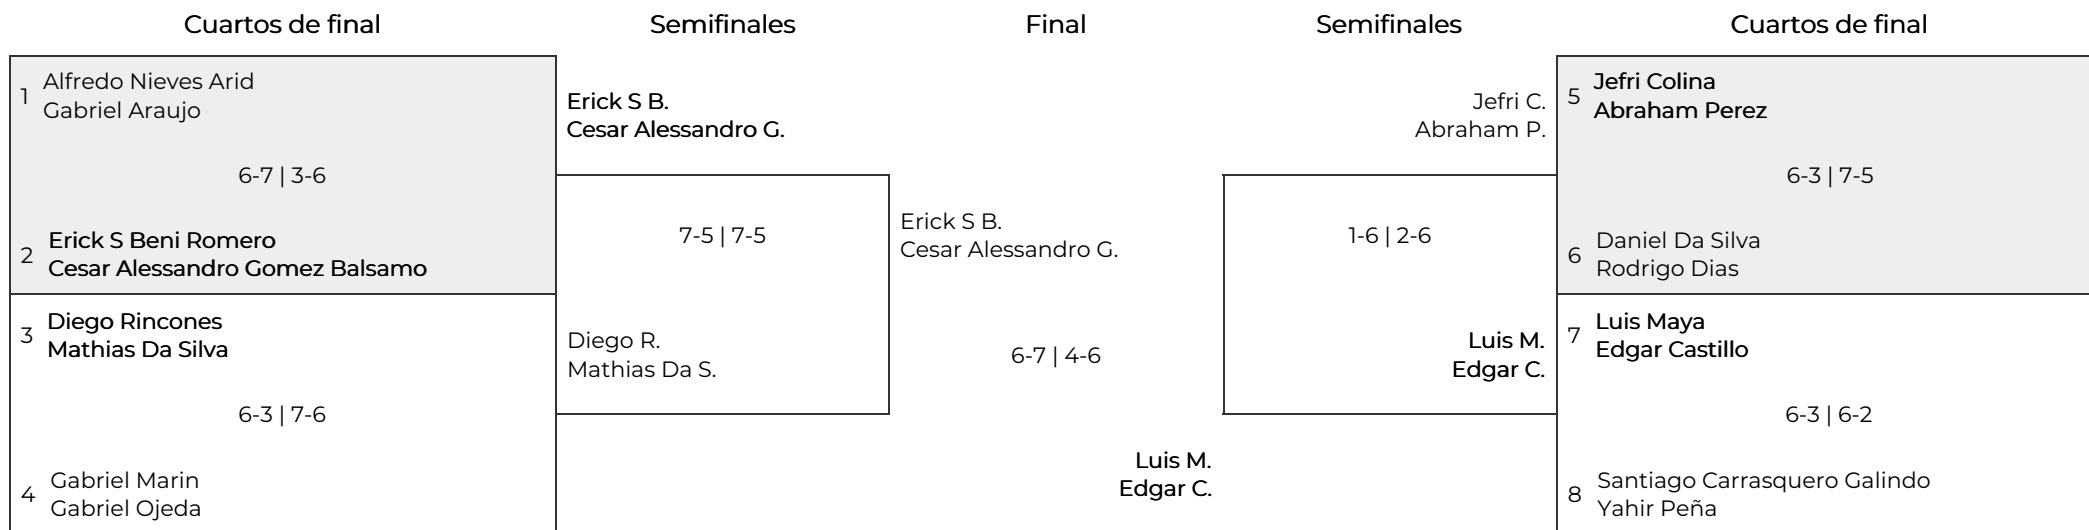 Cuartos de final
Semifinales
Final
Semifinales
Cuartos de final
1
Alfredo Nieves Arid
Gabriel Araujo
6-7 | 3-6
2
Erick S Beni Romero
Cesar Alessandro Gomez Balsamo
3
Diego Rincones
Mathias Da Silva
6-3 | 7-6
4
Gabriel Marin
Gabriel Ojeda
Erick S B.
Cesar Alessandro G.
7-5 | 7-5
Diego R.
Mathias Da S.
Erick S B.
Cesar Alessandro G.
6-7 | 4-6
Luis M.
Edgar C.
Jefri C.
Abraham P.
1-6 | 2-6
Luis M.
Edgar C.
5
Jefri Colina
Abraham Perez
6-3 | 7-5
6
Daniel Da Silva
Rodrigo Dias
7
Luis Maya
Edgar Castillo
6-3 | 6-2
8
Santiago Carrasquero Galindo
Yahir Peña